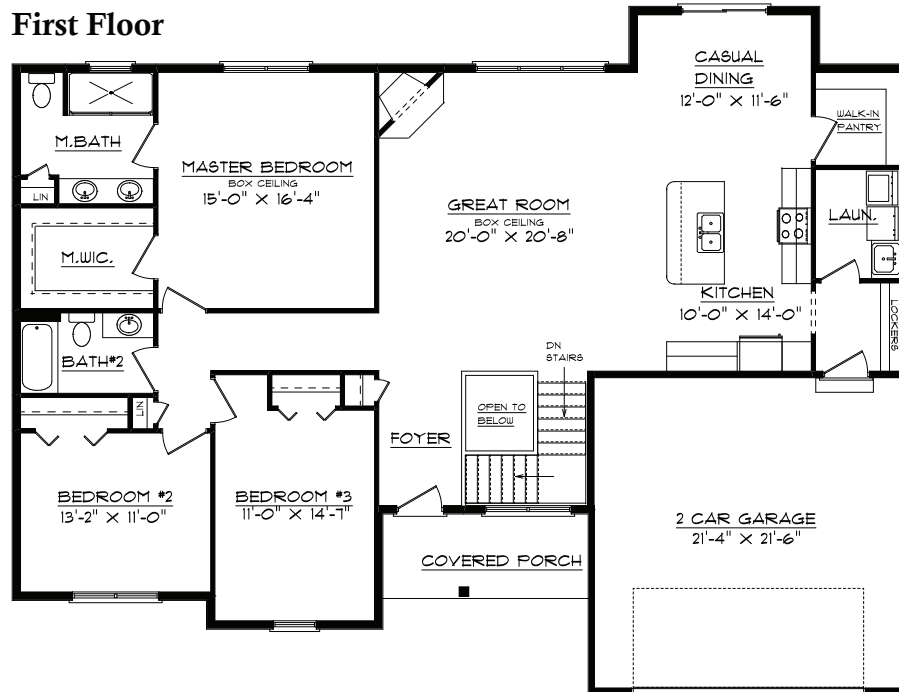 First Floor
CASUAL
DINING
12'-0" X 11'-6"
WALK-IN
PANTRY
M.BATH
LIN
MASTER BEDROOM
BOX CEILING
15'-0" X 16'-4"
GREAT ROOM
BOX CEILING
20'-0" X 20'-8"
LAUN.
M.WIC.
KITCHEN
10'-0" X 14'-0"
LOCKERS
BATH#2
DN
STAIRS
LIN
OPEN TO
BELOW
FOYER
BEDROOM #2
13'-2" X 11'-0"
BEDROOM #3
11'-0" X 14'-7"
2 CAR GARAGE
21'-4" X 21'-6"
COVERED PORCH